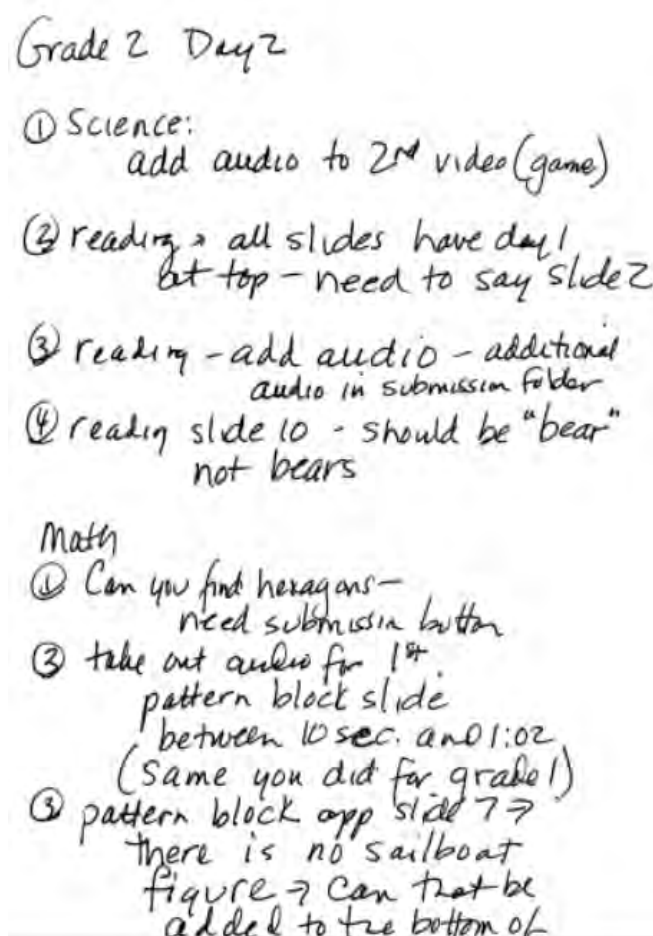 Grade 2 Day 2
① Science:
add audio to 2nd video (game)
② reading » all slides have day 1
at top - need to say slide 2
③ reading - add audio - additional
audio in submission folder
④ readin slide 10 - should be "bear"
not bears
Math
① Can you find hexagons -
need submission button
② take out audio for 1st
pattern block slide
between 10 sec. and 1:02
(Same you did for grade 1)
③ pattern block app slide 7 →
there is no sailboat
figure → can that be
added to the bottom of